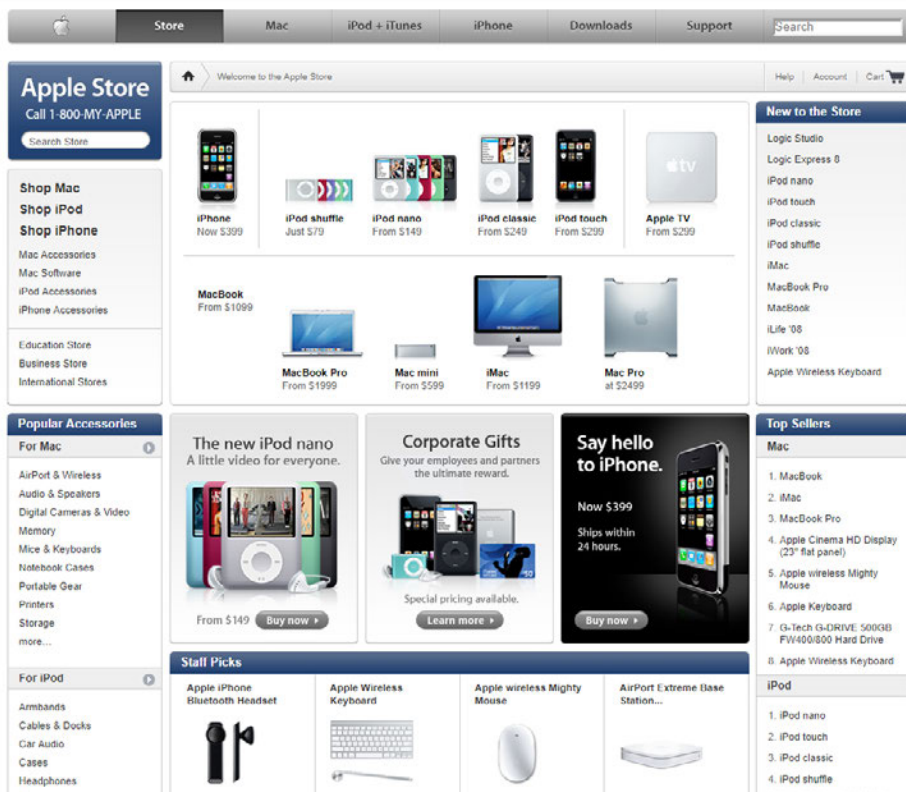 Store
Mac
iPod + iTunes
iPhone
Downloads
Support
Search
Apple Store
Call 1-800-MY-APPLE
Search Store
Welcome to the Apple Store
Help
Account
Cart
Shop Mac
Shop iPod
Shop iPhone
Mac Accessories
Mac Software
iPod Accessories
iPhone Accessories
Education Store
Business Store
International Stores
iPhone
Now $399
iPod shuffle
Just $79
iPod nano
From $149
iPod classic
From $249
iPod touch
From $299
tv
Apple TV
From $299
MacBook
From $1099
MacBook Pro
From $1999
Mac mini
From $599
iMac
From $1199
Mac Pro
at $2499
New to the Store
Logic Studio
Logic Express 8
iPod nano
iPod touch
iPod classic
iPod shuffle
iMac
MacBook Pro
MacBook
iLife '08
iWork '08
Apple Wireless Keyboard
Popular Accessories
For Mac
AirPort & Wireless
Audio & Speakers
Digital Cameras & Video
Memory
Mice & Keyboards
Notebook Cases
Portable Gear
Printers
Storage
more...
For iPod
Armbands
Cables & Docks
Car Audio
Cases
Headphones
The new iPod nano
A little video for everyone.
From $149
Buy now
Corporate Gifts
Give your employees and partners
the ultimate reward.
50
Special pricing available.
Learn more
Say hello
to iPhone.
Now $399
Ships within
24 hours.
Buy now
Staff Picks
Apple iPhone
Bluetooth Headset
Apple Wireless
Keyboard
Apple wireless Mighty
Mouse
AirPort Extreme Base
Station...
Top Sellers
Mac
1. MacBook
2. iMac
3. MacBook Pro
4. Apple Cinema HD Display
(23" flat panel)
5. Apple wireless Mighty
Mouse
6. Apple Keyboard
7. G-Tech G-DRIVE 500GB
FW400/800 Hard Drive
8. Apple Wireless Keyboard
iPod
1. iPod nano
2. iPod touch
3. iPod classic
4. iPod shuffle